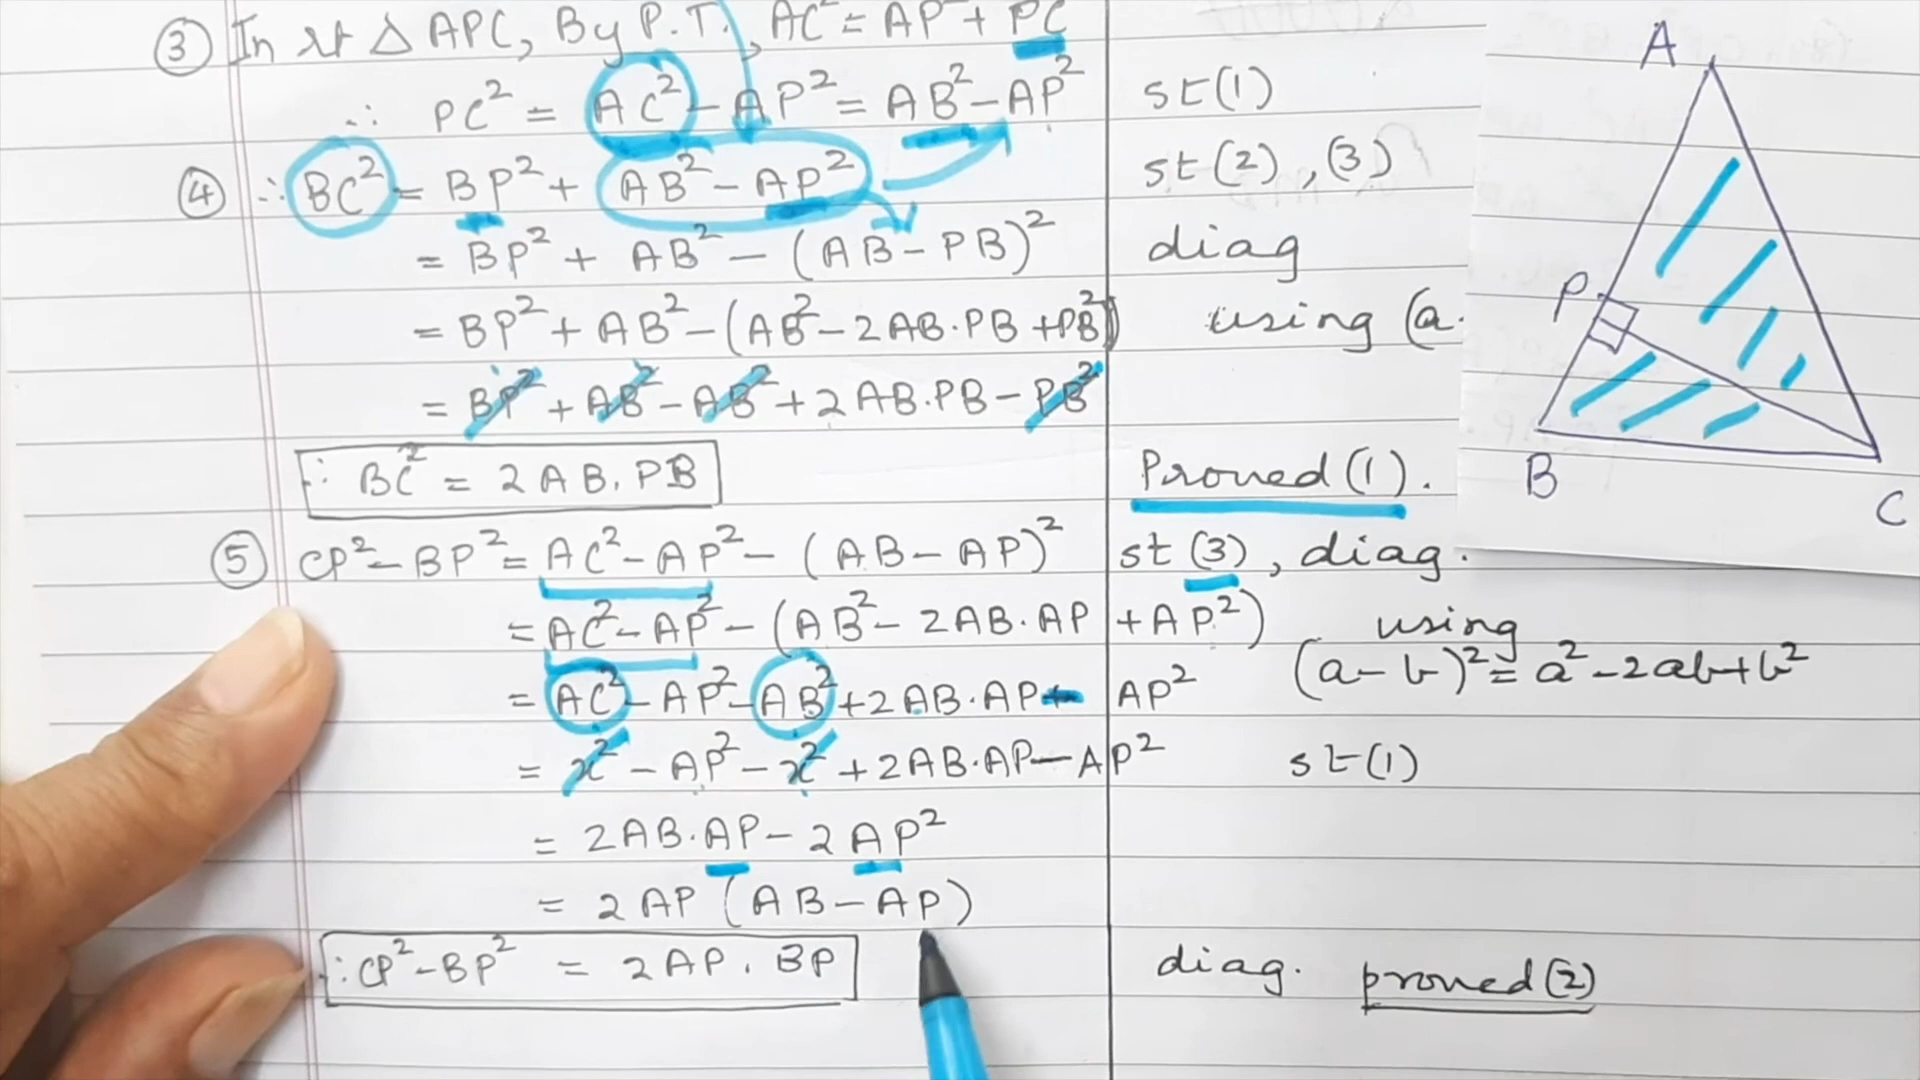 ③ In rt △ APC, By P.T., AC² = AP² + PC
∴ PC² = AC² - AP² = AB² - AP² st(1)
④ ∴ BC² = BP² + AB² - AP² st(2), (3)
= BP² + AB² - (AB - PB)² diag
= BP² + AB² - (AB² - 2AB·PB + PB²) using (a-
= BP² + AB² - AB² + 2AB·PB - PB²
∴ BC² = 2AB·PB Proved (1).
⑤ CP² - BP² = AC² - AP² - (AB - AP)² st(3), diag.
= AC² - AP² - (AB² - 2AB·AP + AP²) using
(a-b)² = a² - 2ab + b²
= AC² - AP² - AB² + 2AB·AP - AP²
= x² - AP² - x² + 2AB·AP - AP² st(1)
= 2AB·AP - 2AP²
= 2AP (AB - AP)
∴ CP² - BP² = 2AP · BP diag. proved (2)
A
P
B
C